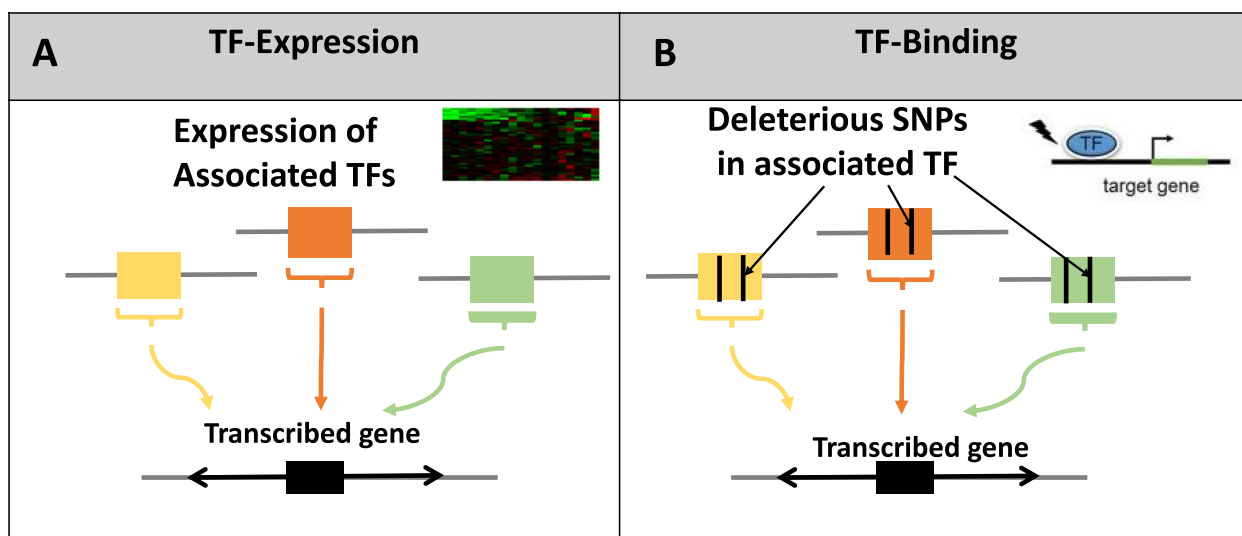 A
TF-Expression
Expression of
Associated TFs
Transcribed gene
B
TF-Binding
Deleterious SNPs
in associated TF
TF
target gene
Transcribed gene